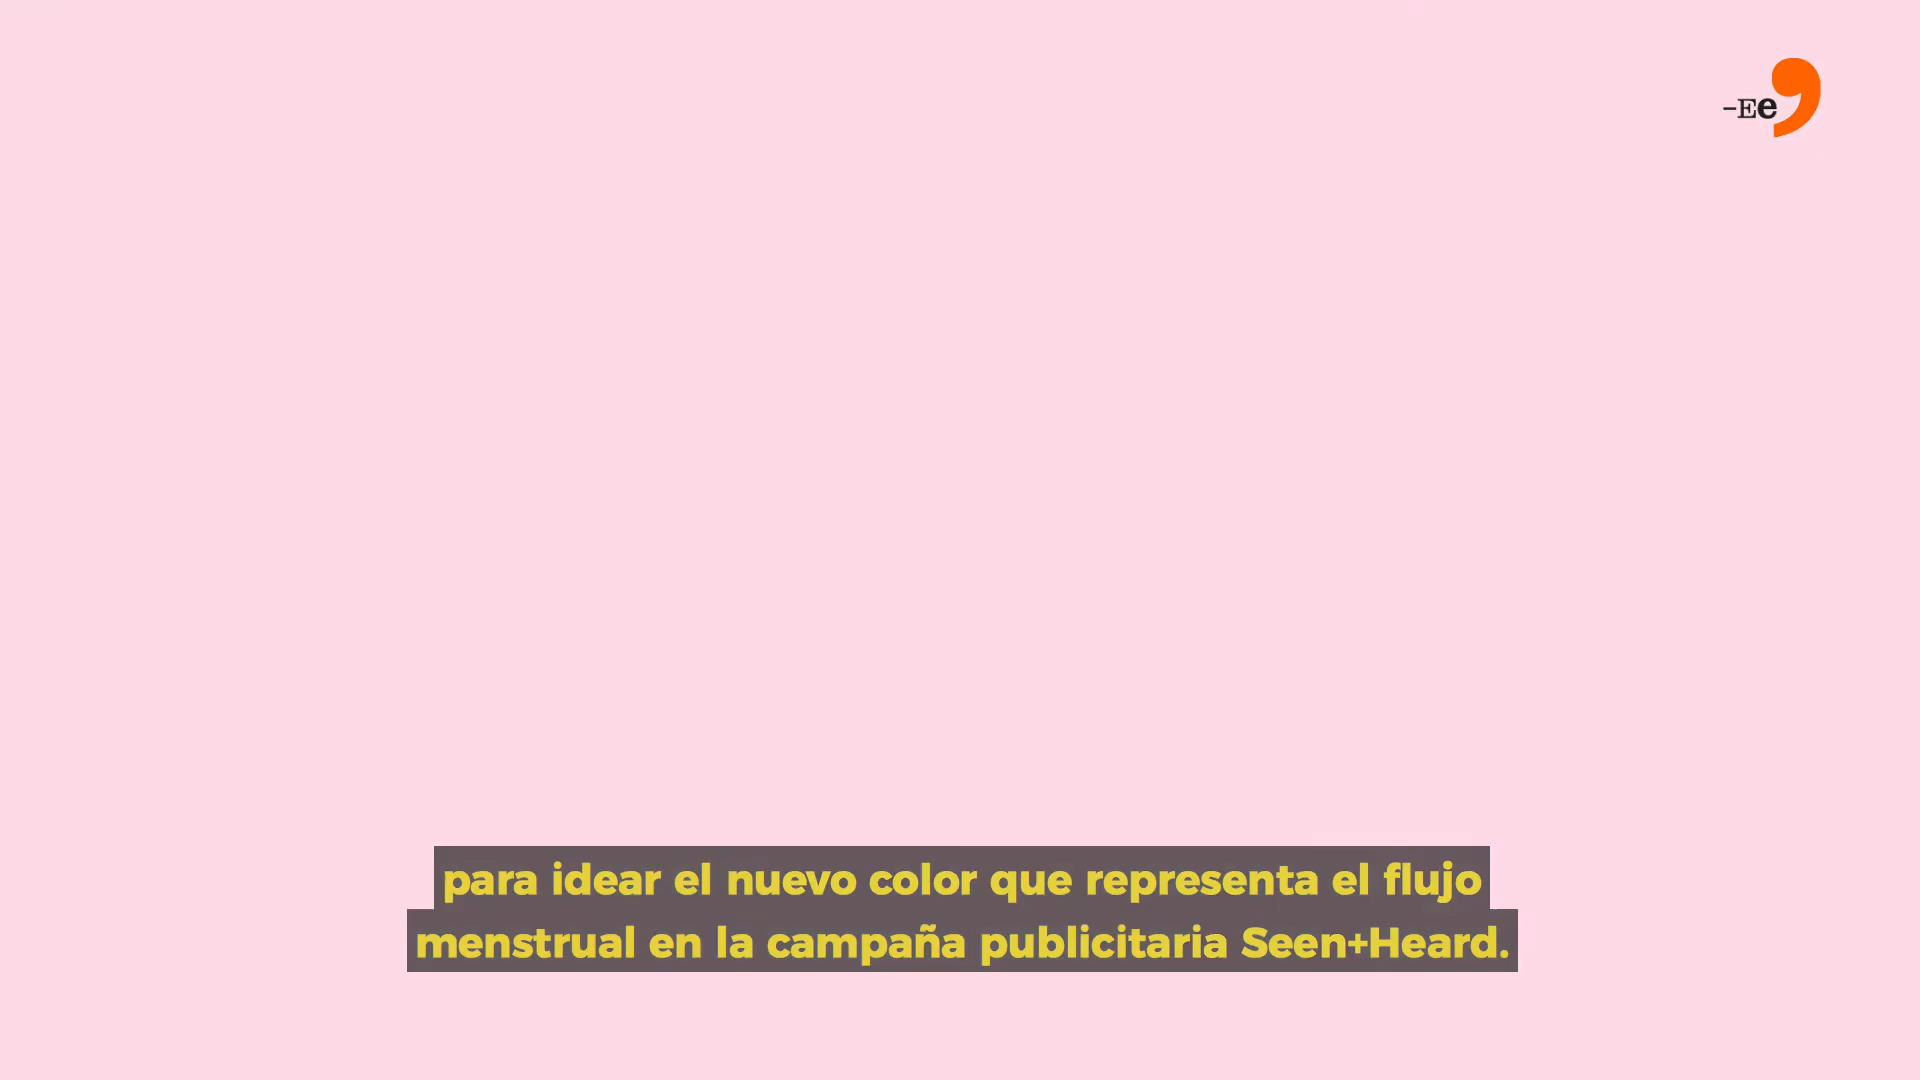 -Ee
para idear el nuevo color que representa el flujo
menstrual en la campaña publicitaria Seen+Heard.